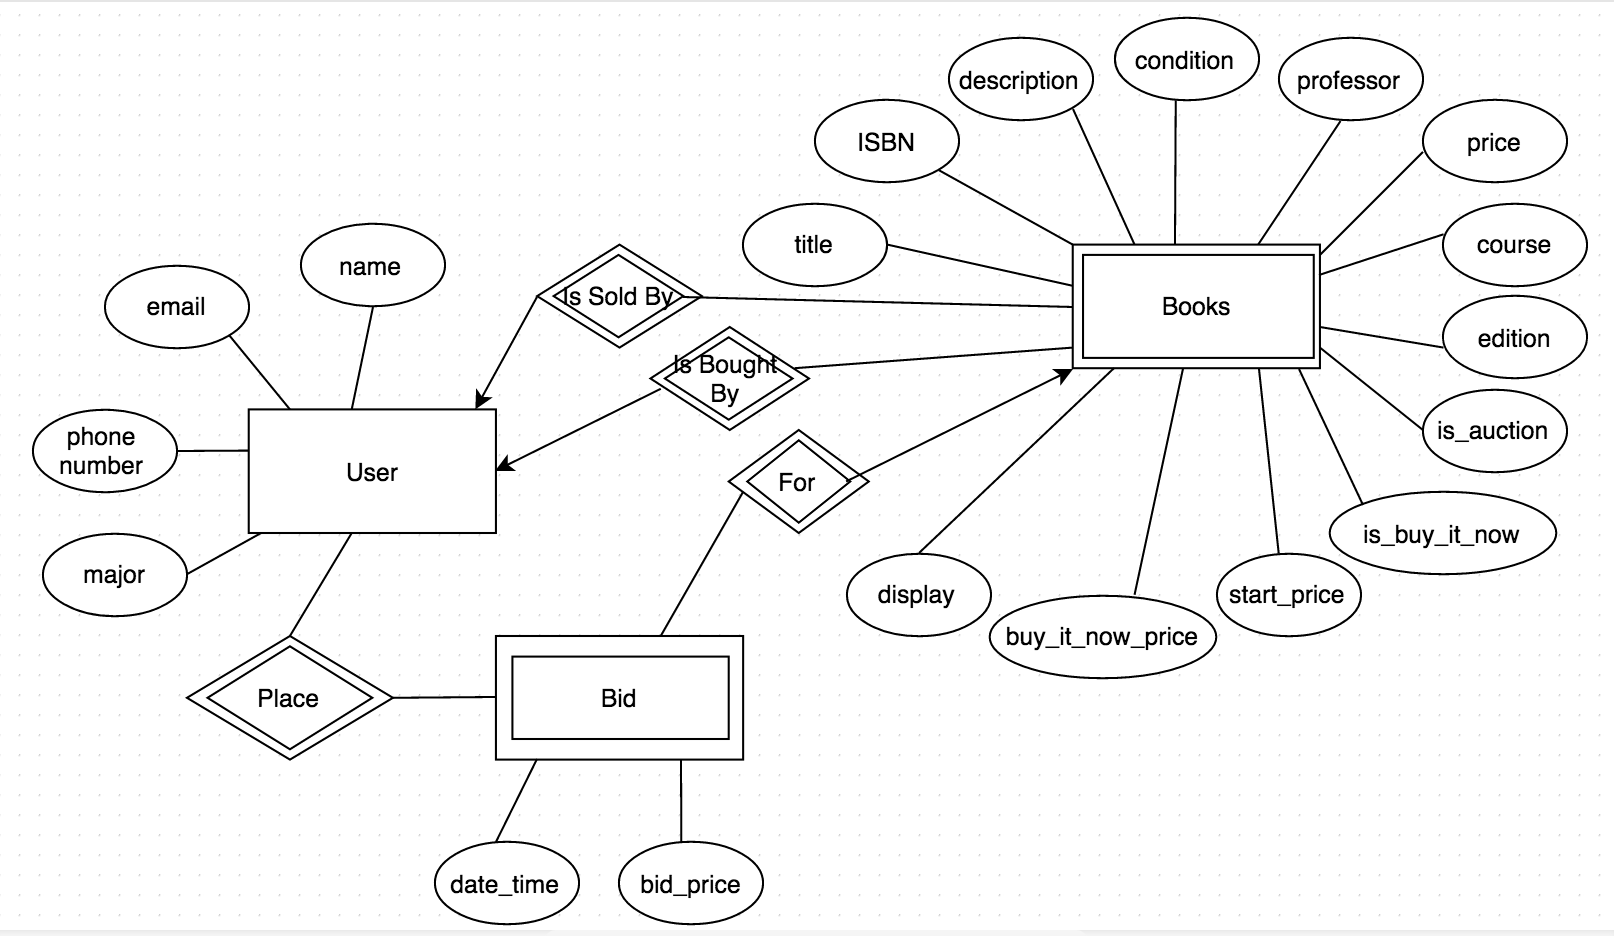 condition
description
professor
ISBN
price
title
course
name
email
Is Sold By
Books
edition
Is Bought
By
phone
number
is_auction
User
For
is_buy_it_now
major
display
start_price
buy_it_now_price
Place
Bid
date_time
bid_price